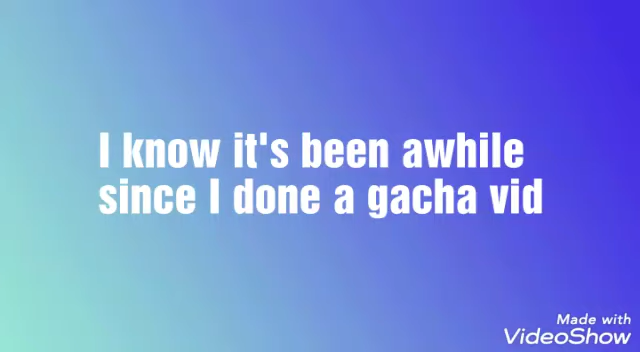 I know it's been awhile
since I done a gacha vid
Made with
VideoShow